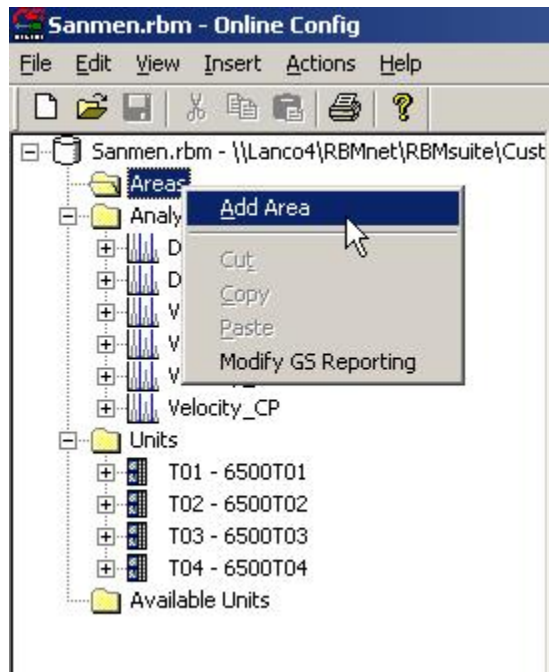 Sanmen.rbm - Online Config
File Edit View Insert Actions Help
Sanmen.rbm - \\Lanco4\RBMnet\RBMsuite\Cust
Areas
Add Area
Analy
D
Cut
D
Copy
V
Paste
V
Modify GS Reporting
V
Velocity_CP
Units
T01 - 6500T01
T02 - 6500T02
T03 - 6500T03
T04 - 6500T04
Available Units